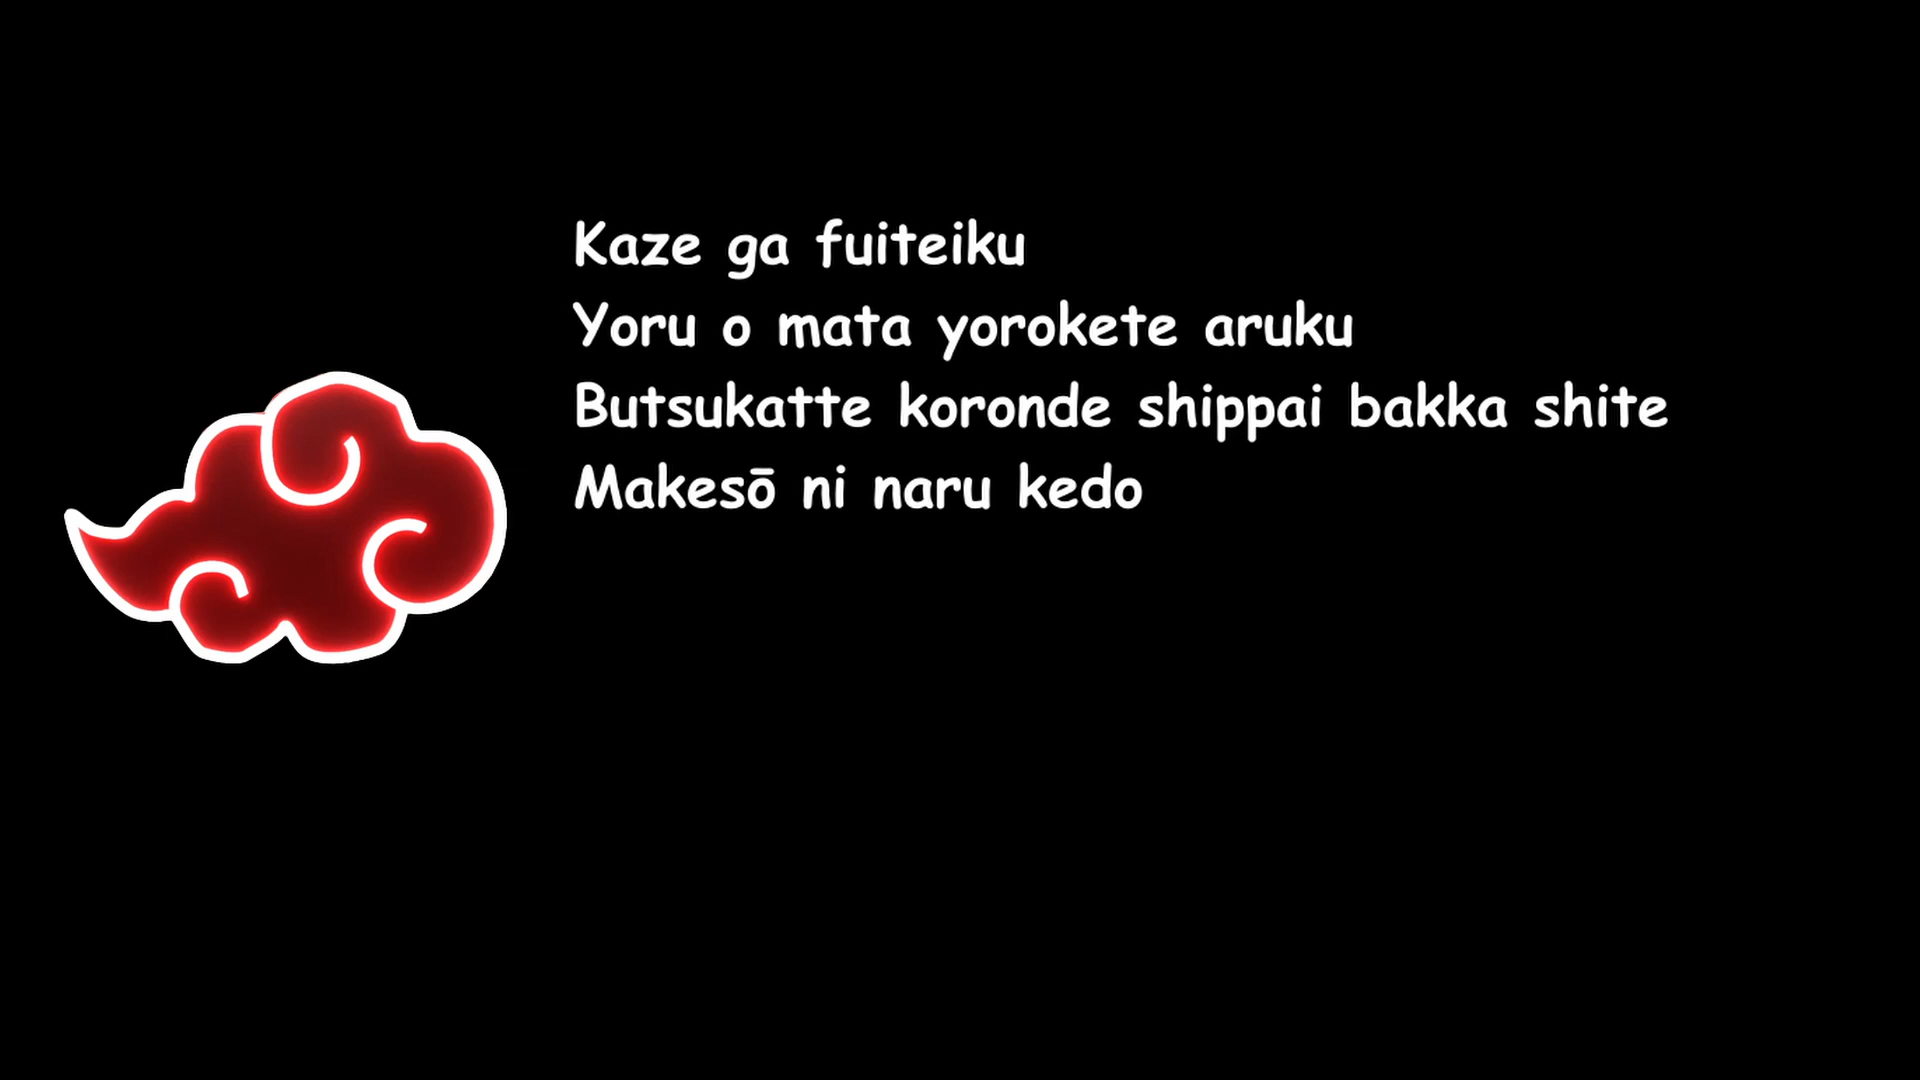 Kaze ga fuiteiku
Yoru o mata yorokete aruku
Butsukatte koronde shippai bakka shite
Makesō ni naru kedo